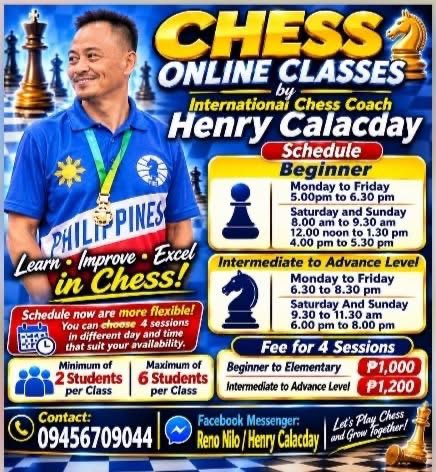 CHESS
ONLINE CLASSES
by
International Chess Coach
Henry Calacday
PHILIPPINES
Learn • Improve • Excel
in Chess!
Schedule now are more flexible!
You can choose 4 sessions
in different day and time
that suit your availability.
Minimum of
2 Students
per Class
Maximum of
6 Students
per Class
Schedule
Beginner
Monday to Friday
5.00pm to 6.30 pm
Saturday and Sunday
8.00 am to 9.30 am
12.00 noon to 1.30 pm
4.00 pm to 5.30 pm
Intermediate to Advance Level
Monday to Friday
6.30 to 8.30 pm
Saturday And Sunday
9.30 to 11.30 am
6.00 pm to 8.00 pm
Fee for 4 Sessions
Beginner to Elementary ₱1,000
Intermediate to Advance Level ₱1,200
Contact:
09456709044
Facebook Messenger:
Reno Nilo / Henry Calacday
Let's Play Chess
and Grow Together!